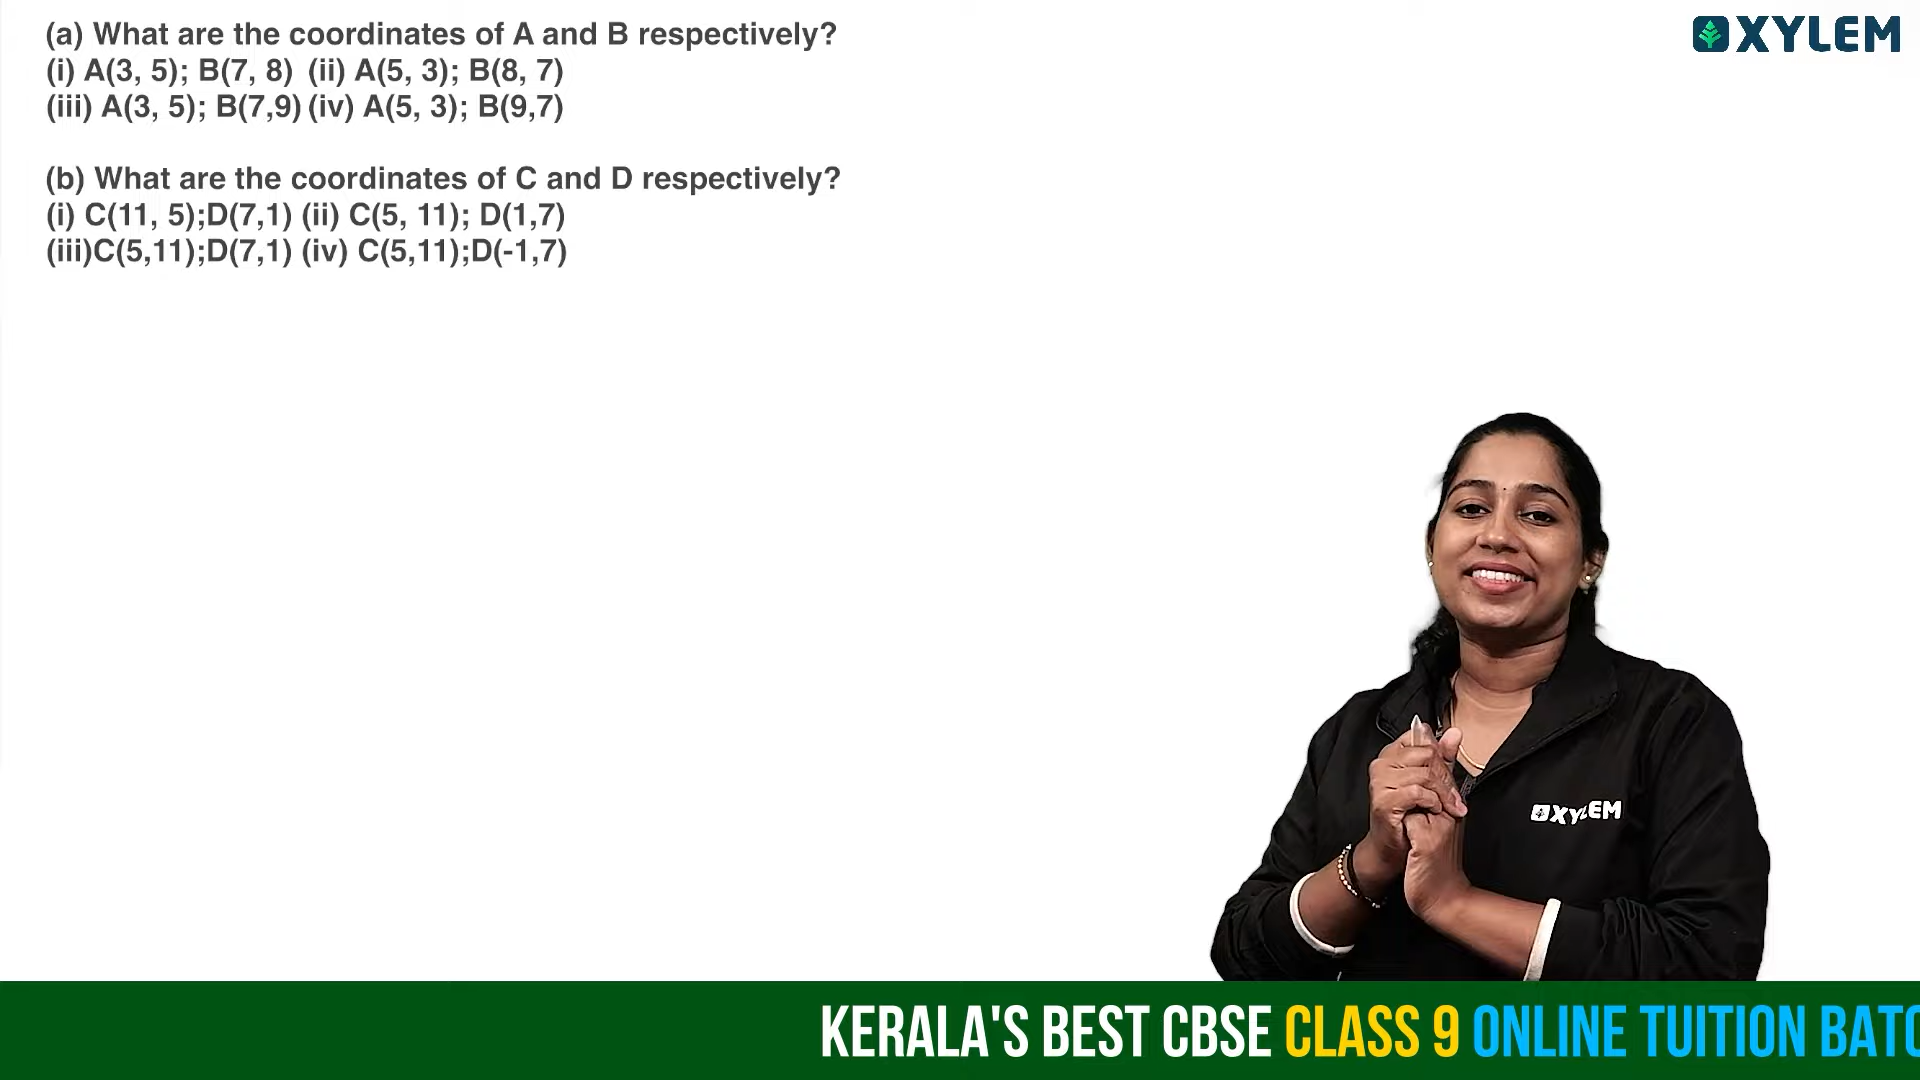 (a) What are the coordinates of A and B respectively?
(i) A(3, 5); B(7, 8) (ii) A(5, 3); B(8, 7)
(iii) A(3, 5); B(7,9) (iv) A(5, 3); B(9,7)
(b) What are the coordinates of C and D respectively?
(i) C(11, 5);D(7,1) (ii) C(5, 11); D(1,7)
(iii)C(5,11);D(7,1) (iv) C(5,11);D(-1,7)
XYLEM
XYLEM
KERALA'S BEST CBSE CLASS 9 ONLINE TUITION BATC